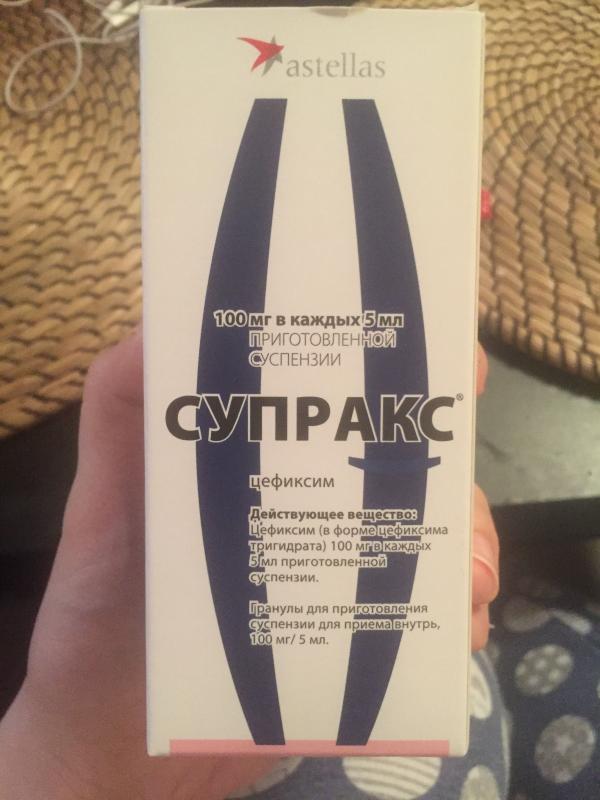 astellas
100 мг в каждых 5 мл
ПРИГОТОВЛЕННОЙ
СУСПЕНЗИИ
СУПРАКС®
цефиксим
Действующее вещество:
Цефиксим (в форме цефиксима
тригидрата) 100 мг в каждых
5 мл приготовленной
суспензии.
Гранулы для приготовления
суспензии для приема внутрь,
100 мг/ 5 мл.